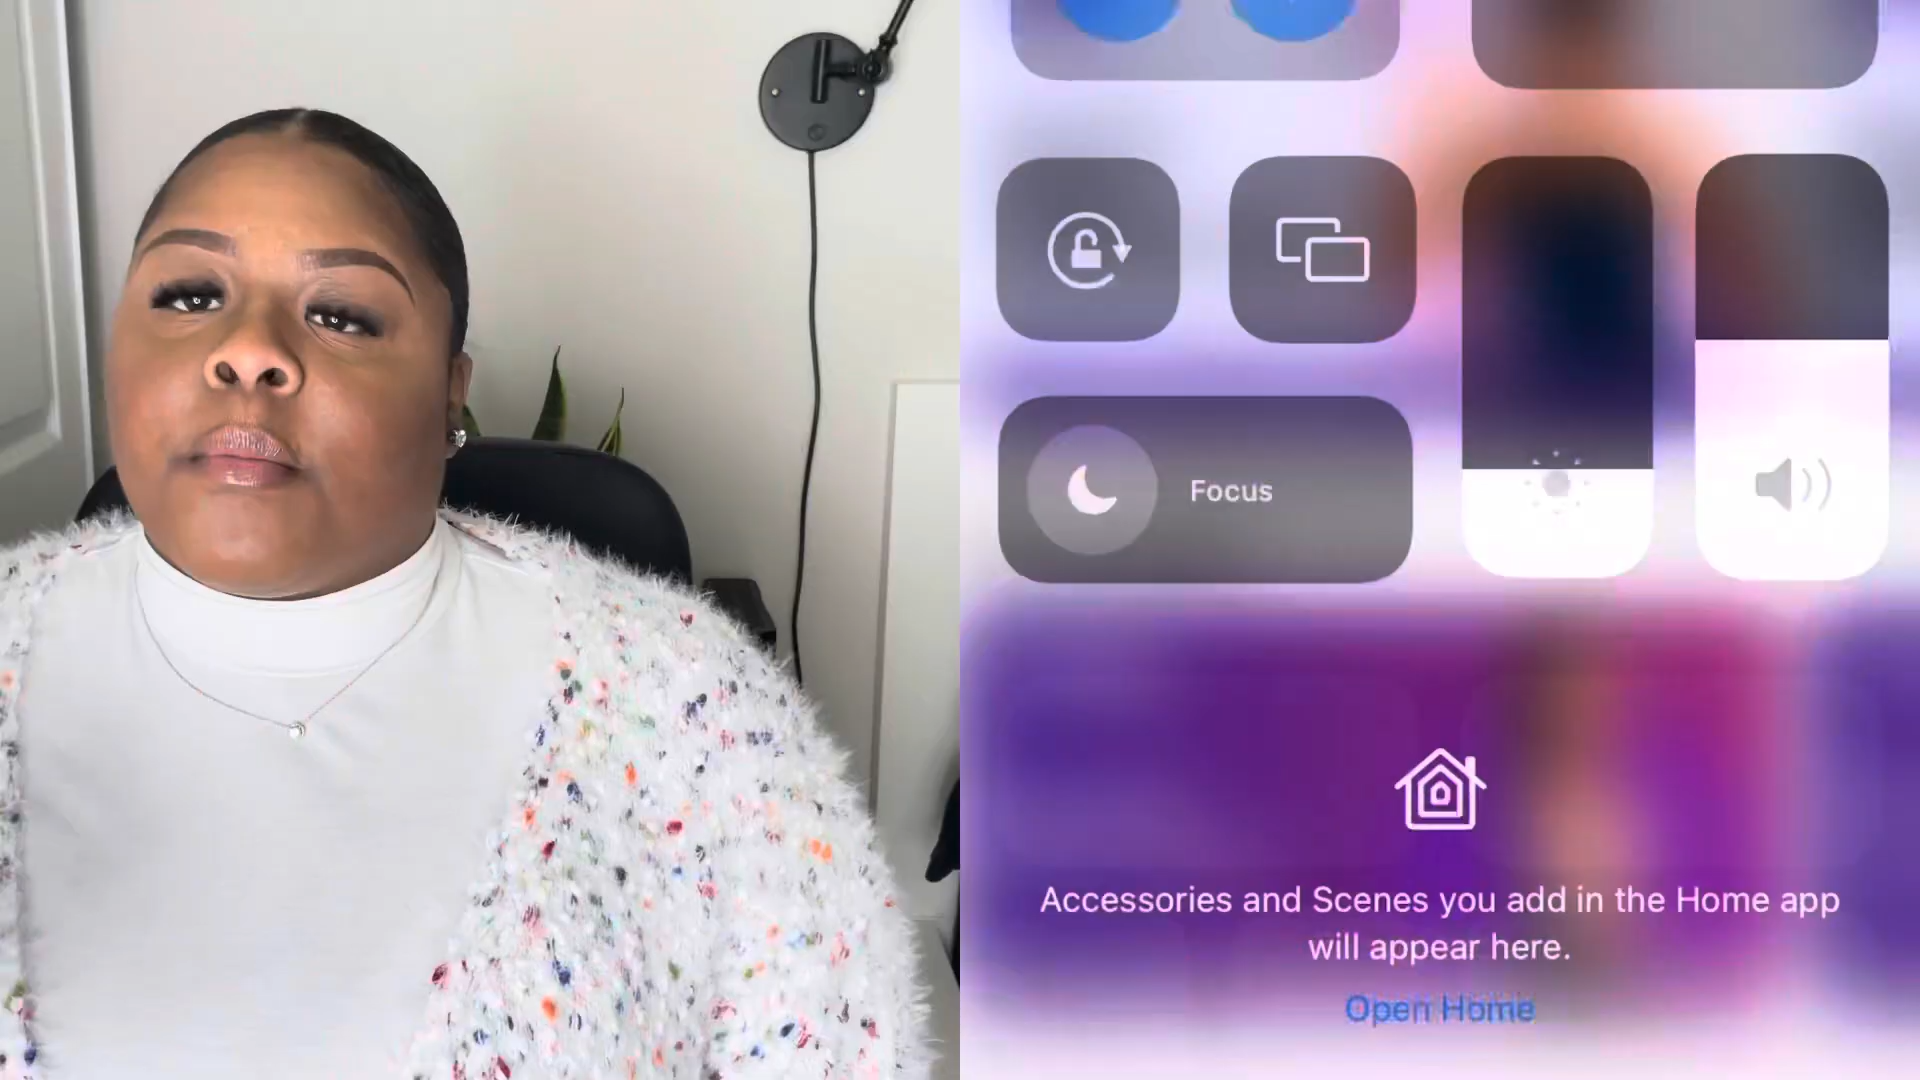 Focus
Accessories and Scenes you add in the Home app
will appear here.
Open Home